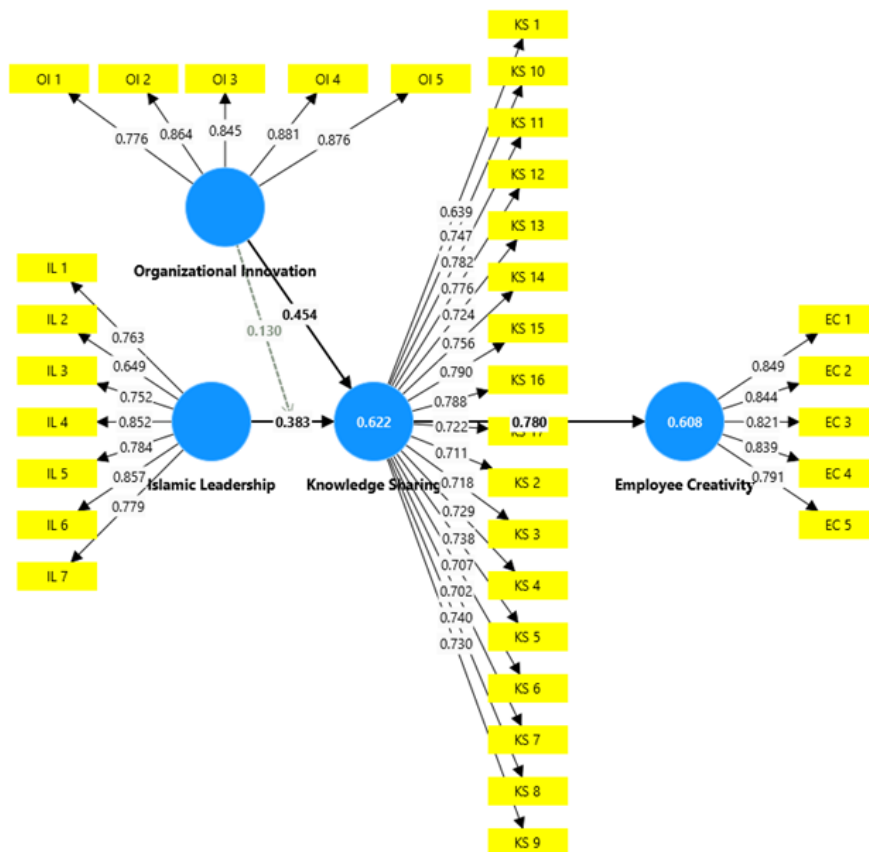 KS 1
KS 10
OI 1 OI 2 OI 3 OI 4 OI 5
KS 11
0.776 0.864 0.845 0.881 0.876
KS 12
0.639
0.747
KS 13
0.782
0.776
0.724
KS 14
0.756
0.790
KS 15
0.788
KS 16
0.722
0.711
KS 2
0.718
KS 3
0.729
0.738
KS 4
0.707
0.702
KS 5
0.740
0.730
KS 6
KS 7
KS 8
KS 9
Organizational Innovation
0.454
0.130
IL 1
IL 2
IL 3
IL 4
IL 5
IL 6
IL 7
0.763
0.649
0.752
0.852
0.784
0.857
0.779
0.383
0.622
0.780
0.608
Islamic Leadership
Knowledge Sharing
Employee Creativity
0.849
0.844
0.821
0.839
0.791
EC 1
EC 2
EC 3
EC 4
EC 5